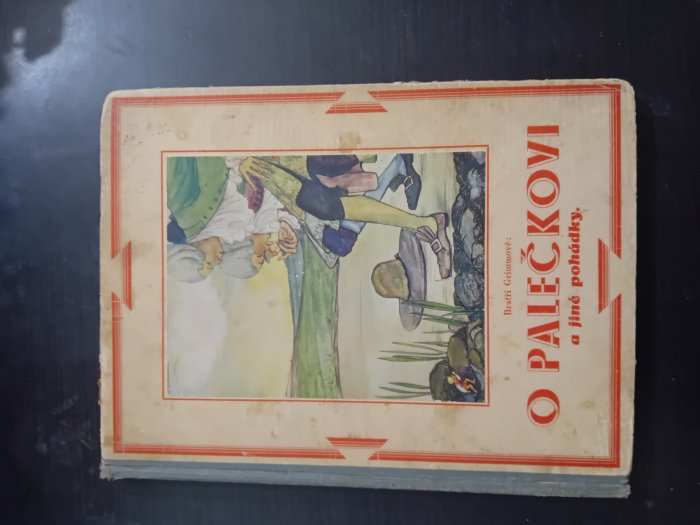 Bratří Grimmové:
O PALEČKOVI
a jiné pohádky.